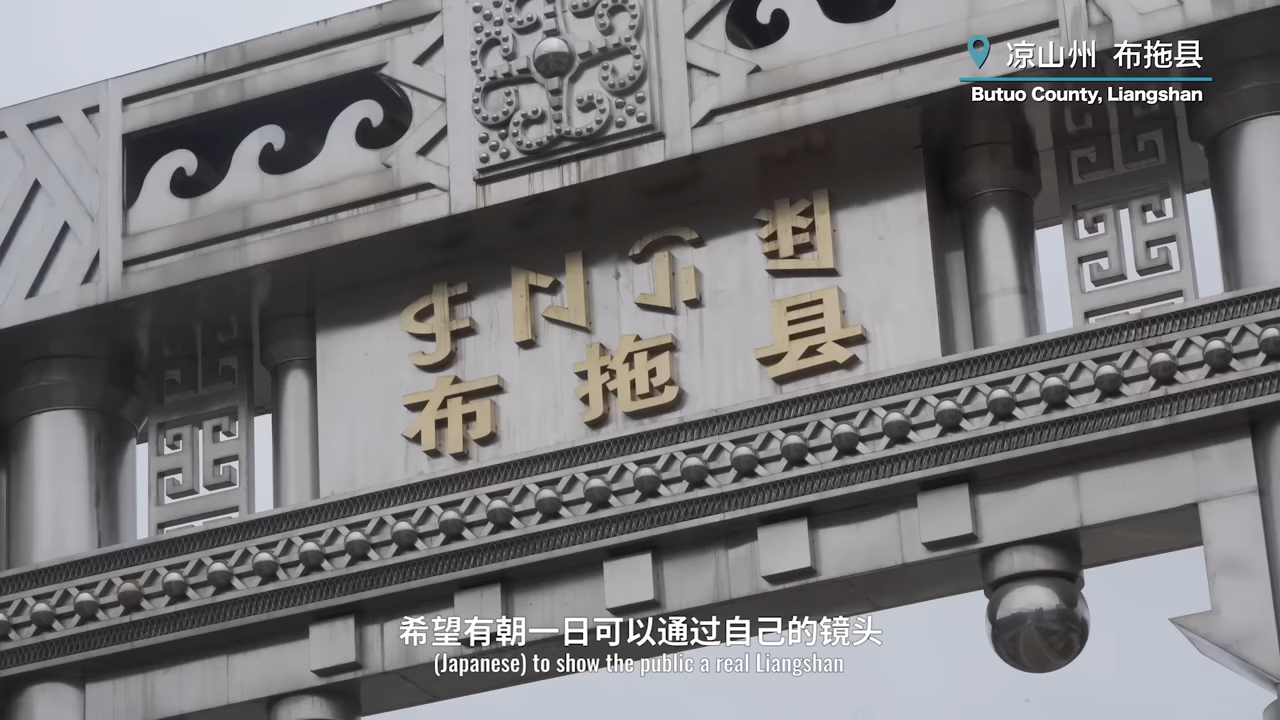 凉山州 布拖县
Butuo County, Liangshan
布拖县
希望有朝一日可以通过自己的镜头
(Japanese) to show the public a real Liangshan